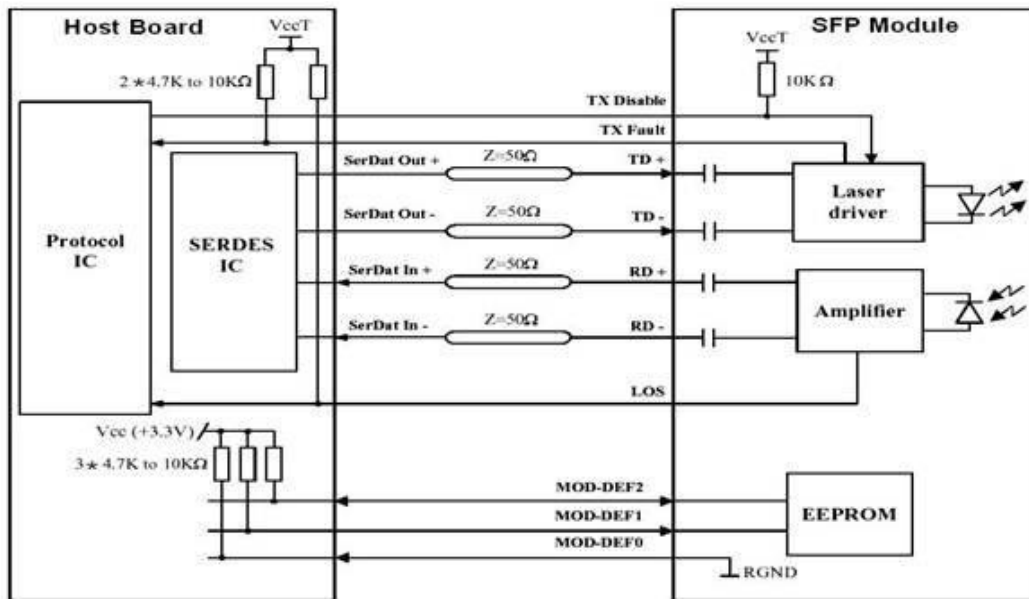 Host Board
SFP Module
VccT
VccT
2*4.7K to 10KΩ
10KΩ
TX Disable
TX Fault
SerDat Out +
Z=50Ω
TD +
SerDat Out -
Z=50Ω
TD -
Laser
driver
Protocol
IC
SERDES
IC
SerDat In +
Z=50Ω
RD +
SerDat In -
Z=50Ω
RD -
Amplifier
LOS
Vcc (+3.3V)
3*4.7K to 10KΩ
MOD-DEF2
MOD-DEF1
MOD-DEF0
EEPROM
RGND